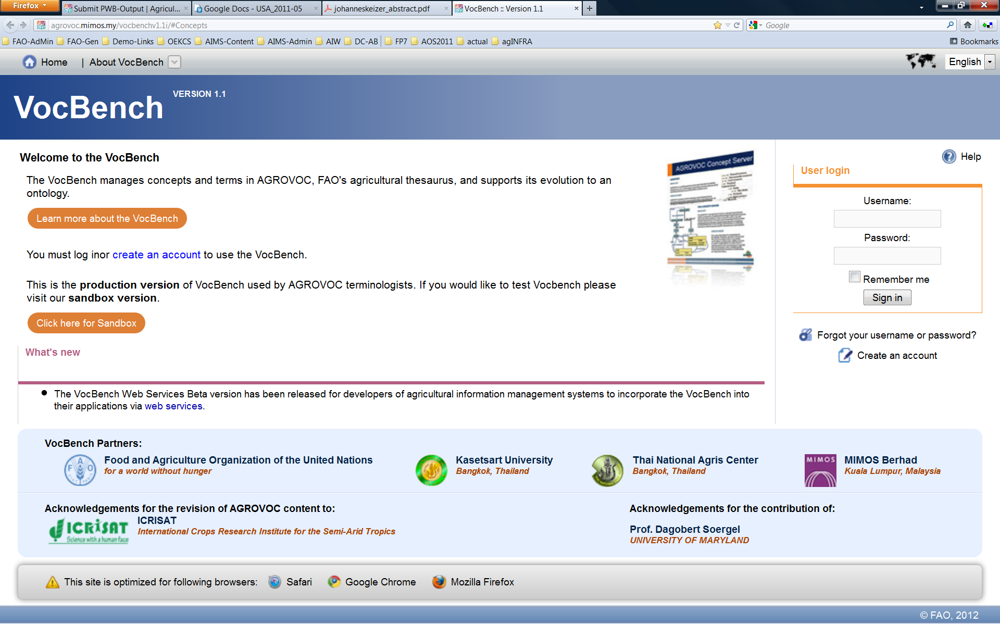 Firefox
Submit PWB-Output | Agricul...
Google Docs - USA_2011-05
johanneskeizer_abstract.pdf
VocBench :: Version 1.1
agrovoc.mimos.my/vocbenchv1.1i/#Concepts
Google
FAO-AdMin FAO-Gen Demo-Links OEKCS AIMS-Content AIMS-Admin AIW DC-AB FP7 AOS2011 actual agINFRA Bookmarks
Home | About VocBench English
VocBench VERSION 1.1
Welcome to the VocBench
The VocBench manages concepts and terms in AGROVOC, FAO's agricultural thesaurus, and supports its evolution to an
ontology.
Learn more about the VocBench
You must log inor create an account to use the VocBench.
This is the production version of VocBench used by AGROVOC terminologists. If you would like to test Vocbench please
visit our sandbox version.
Click here for Sandbox
AGROVOC Concept Server
Help
User login
Username:
Password:
Remember me
Sign in
Forgot your username or password?
Create an account
What's new
The VocBench Web Services Beta version has been released for developers of agricultural information management systems to incorporate the VocBench into
their applications via web services.
VocBench Partners:
FAO
Food and Agriculture Organization of the United Nations
for a world without hunger
Kasetsart University
Bangkok, Thailand
Thai National Agris Center
Bangkok, Thailand
MIMOS
MIMOS Berhad
Kuala Lumpur, Malaysia
Acknowledgements for the revision of AGROVOC content to:
ICRISAT
Science with a human face
ICRISAT
International Crops Research Institute for the Semi-Arid Tropics
Acknowledgements for the contribution of:
Prof. Dagobert Soergel
UNIVERSITY OF MARYLAND
This site is optimized for following browsers: Safari Google Chrome Mozilla Firefox
© FAO, 2012